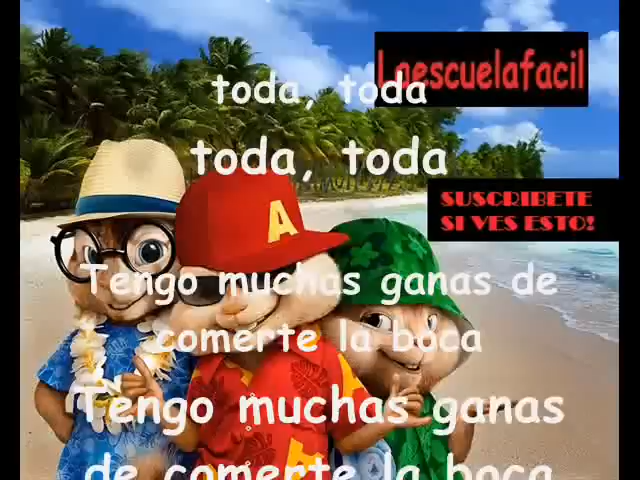 Laescuelafacil
toda, toda
toda, toda
SUSCRIBETE
SI VES ESTO!
Tengo muchas ganas de
comerte la boca
Tengo muchas ganas
de comerte la boca
A